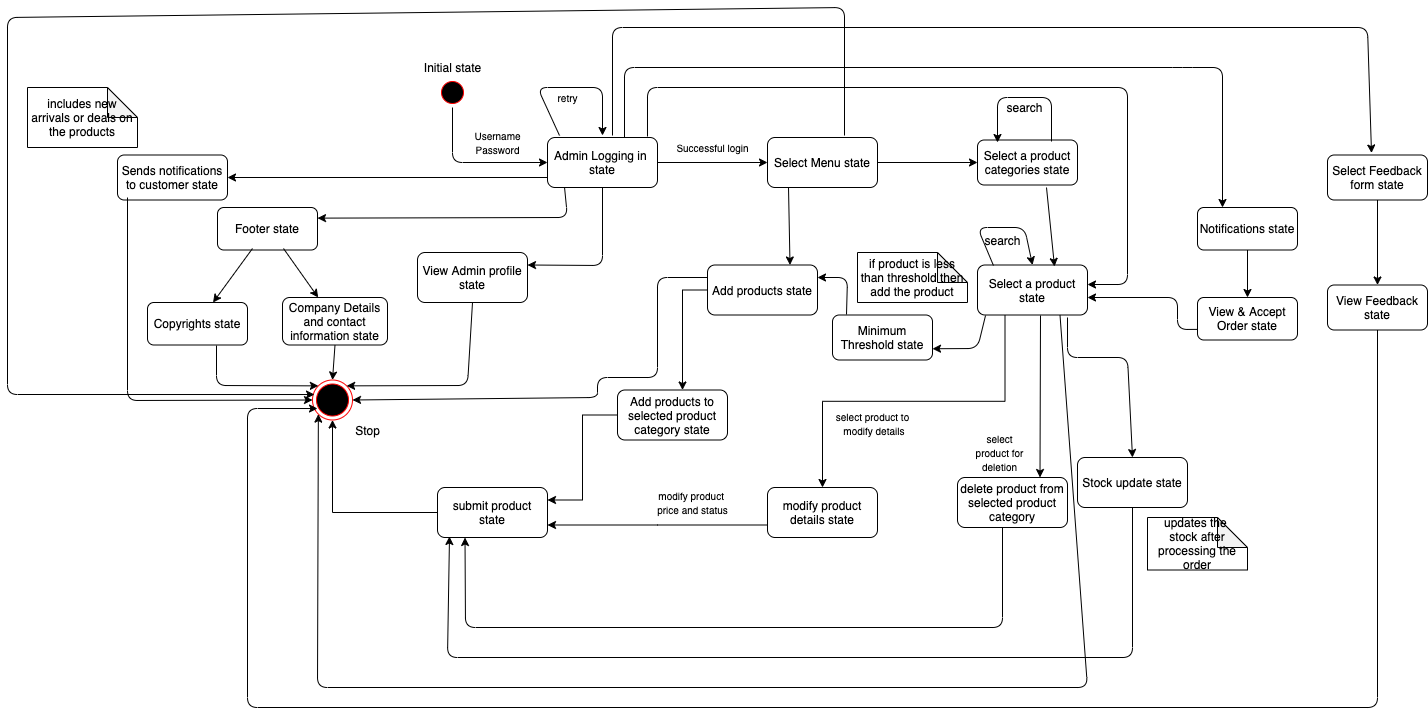 Initial state
includes new
arrivals or deals on
the products
retry
search
Username
Password
Successful login
Admin Logging in
state
Select Menu state
Select a product
categories state
Sends notifications
to customer state
Select Feedback
form state
Footer state
Notifications state
search
View Admin profile
state
if product is less
than threshold then
add the product
Add products state
Select a product
state
Copyrights state
Company Details
and contact
information state
Minimum
Threshold state
View & Accept
Order state
View Feedback
state
Stop
Add products to
selected product
category state
select product to
modify details
select
product for
deletion
Stock update state
submit product
state
modify product
price and status
modify product
details state
delete product from
selected product
category
updates the
stock after
processing the
order